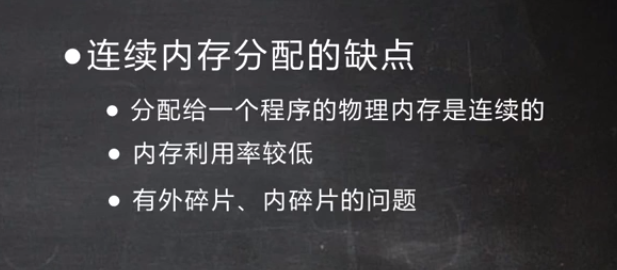 ●连续内存分配的缺点
● 分配给一个程序的物理内存是连续的
● 内存利用率较低
● 有外碎片、内碎片的问题